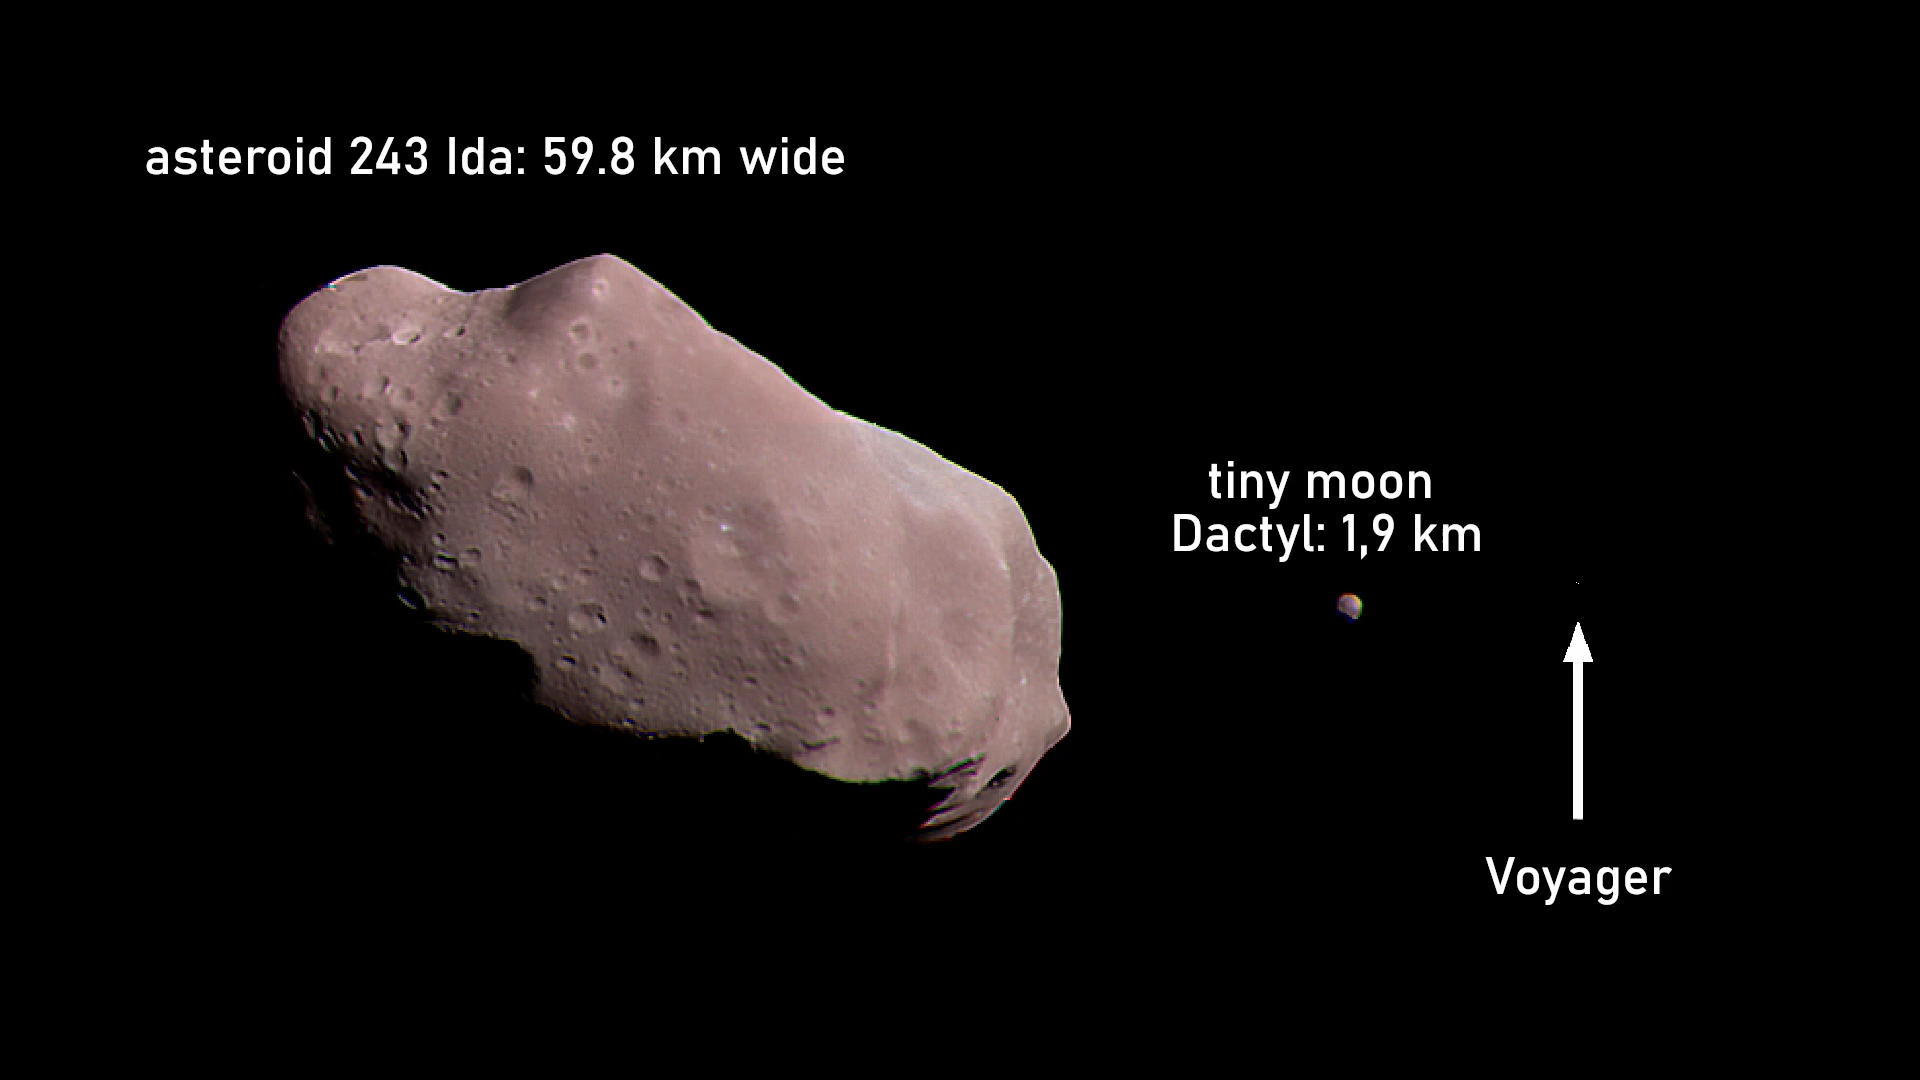 asteroid 243 Ida: 59.8 km wide
tiny moon
Dactyl: 1,9 km
Voyager